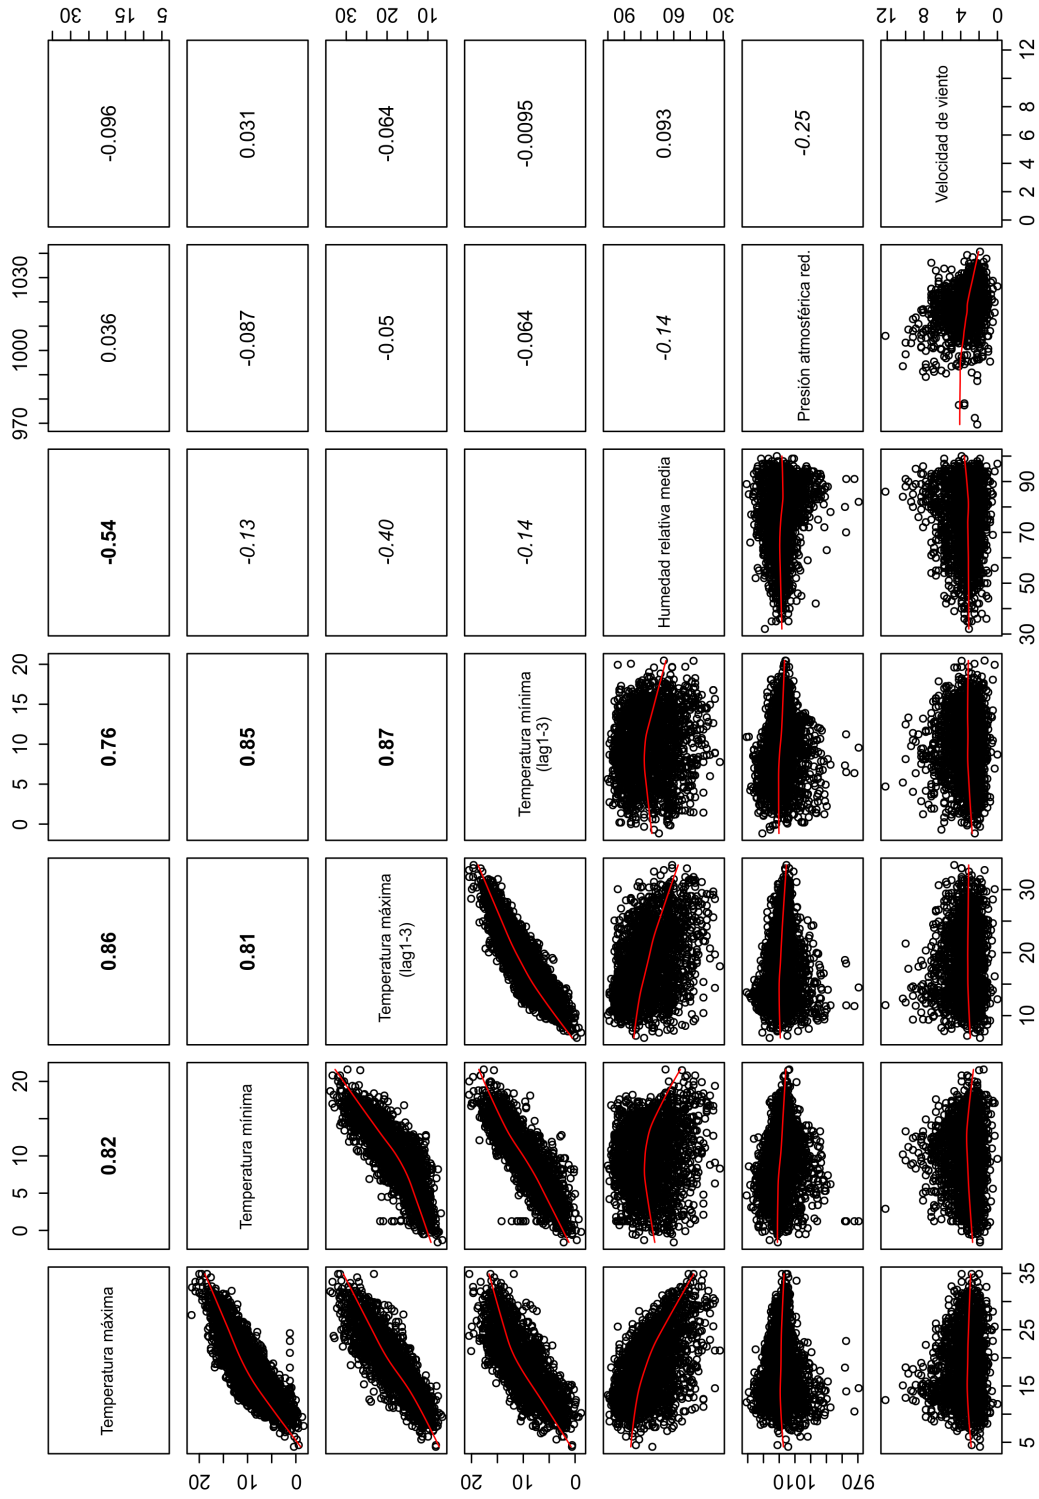 0 5 10 20
0 5 10 15 20
970 1000 1030
Temperatura máxima
0.82
0.86
0.76
-0.54
0.036
-0.096
30
15
5
20
10
0
Temperatura mínima
0.81
0.85
-0.13
-0.087
0.031
Temperatura máxima
(lag1-3)
0.87
-0.40
-0.05
-0.064
30
10
20
10
0
Temperatura mínima
(lag1-3)
-0.14
-0.064
-0.0095
Humedad relativa media
-0.14
0.093
90
60
30
1010
970
Presión atmosférica red.
-0.25
Velocidad de viento
12
8
4
0
5 15 25 35
10 20 30
30 50 70 90
0 2 4 6 8 12